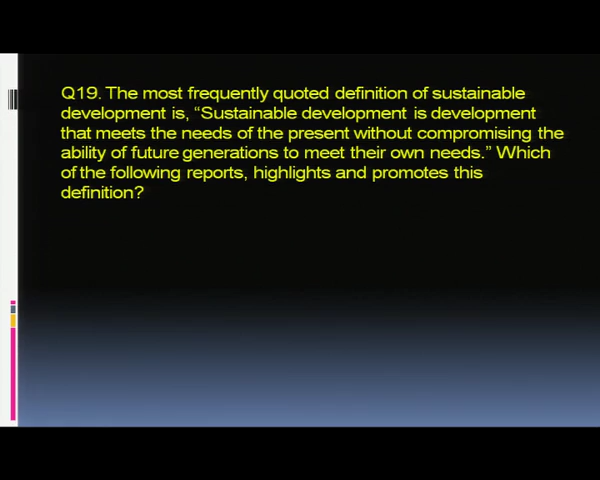 Q19. The most frequently quoted definition of sustainable
development is, “Sustainable development is development
that meets the needs of the present without compromising the
ability of future generations to meet their own needs.” Which
of the following reports, highlights and promotes this
definition?